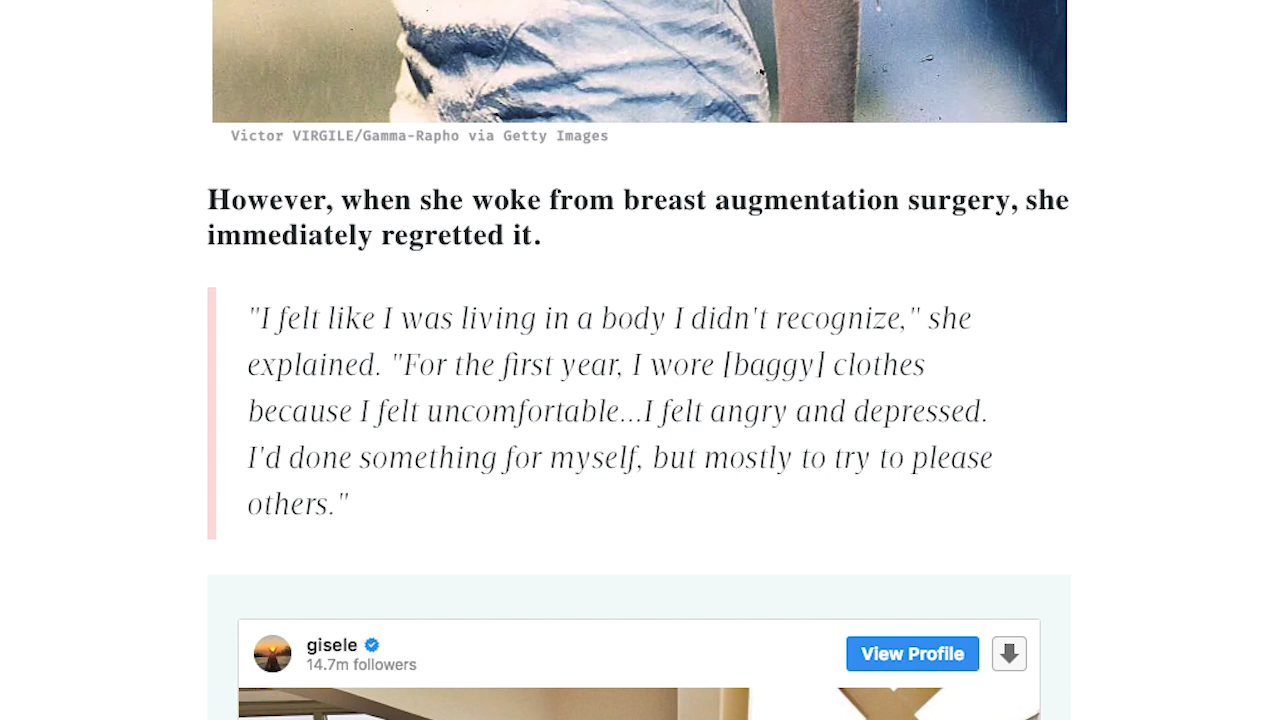 Victor VIRGILE/Gamma-Rapho via Getty Images
However, when she woke from breast augmentation surgery, she
immediately regretted it.
"I felt like I was living in a body I didn't recognize," she
explained. "For the first year, I wore [baggy] clothes
because I felt uncomfortable...I felt angry and depressed.
I'd done something for myself, but mostly to try to please
others."
gisele
14.7m followers
View Profile